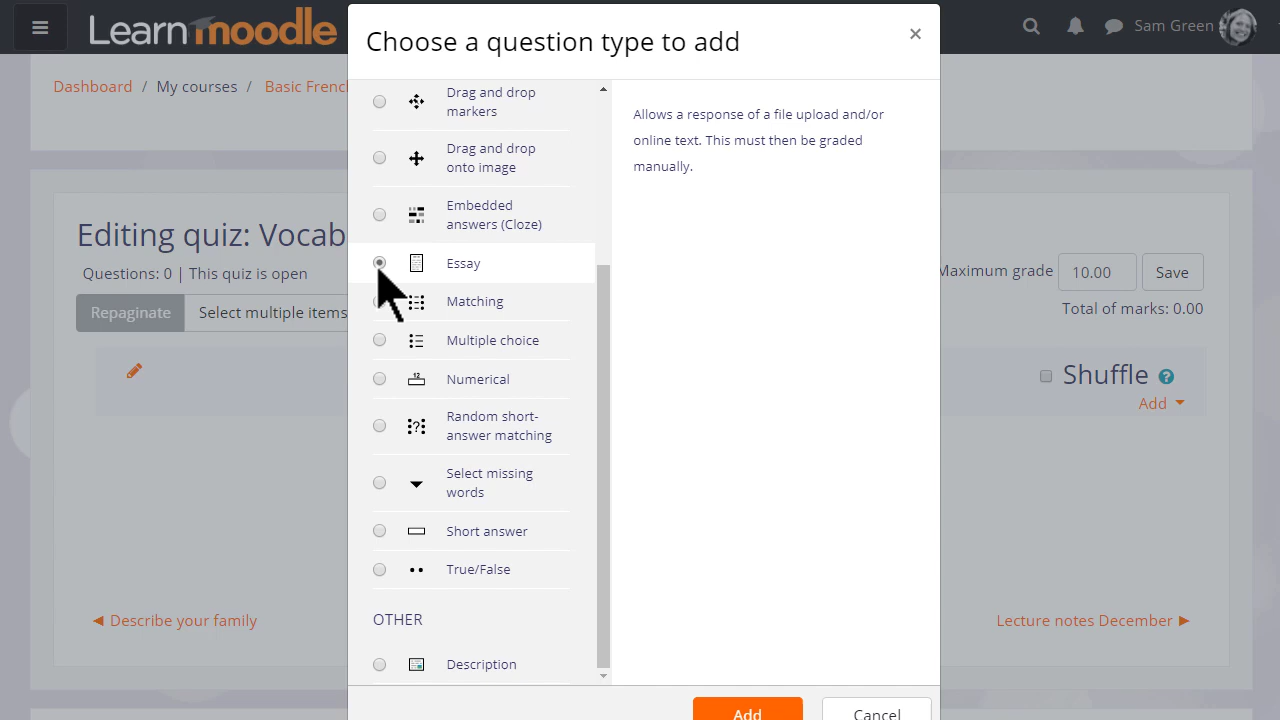 Learn moodle
Choose a question type to add
×
Sam Green
Dashboard / My courses / Basic French
Drag and drop
markers
Drag and drop
onto image
Embedded
answers (Cloze)
Essay
Matching
Multiple choice
12
Numerical
?
Random short-
answer matching
Select missing
words
Short answer
True/False
OTHER
Description
Allows a response of a file upload and/or
online text. This must then be graded
manually.
Editing quiz: Vocab
Questions: 0 | This quiz is open
Repaginate
Select multiple items
Maximum grade
10.00
Save
Total of marks: 0.00
Shuffle ?
Add
◄ Describe your family
Lecture notes December ►
Add
Cancel